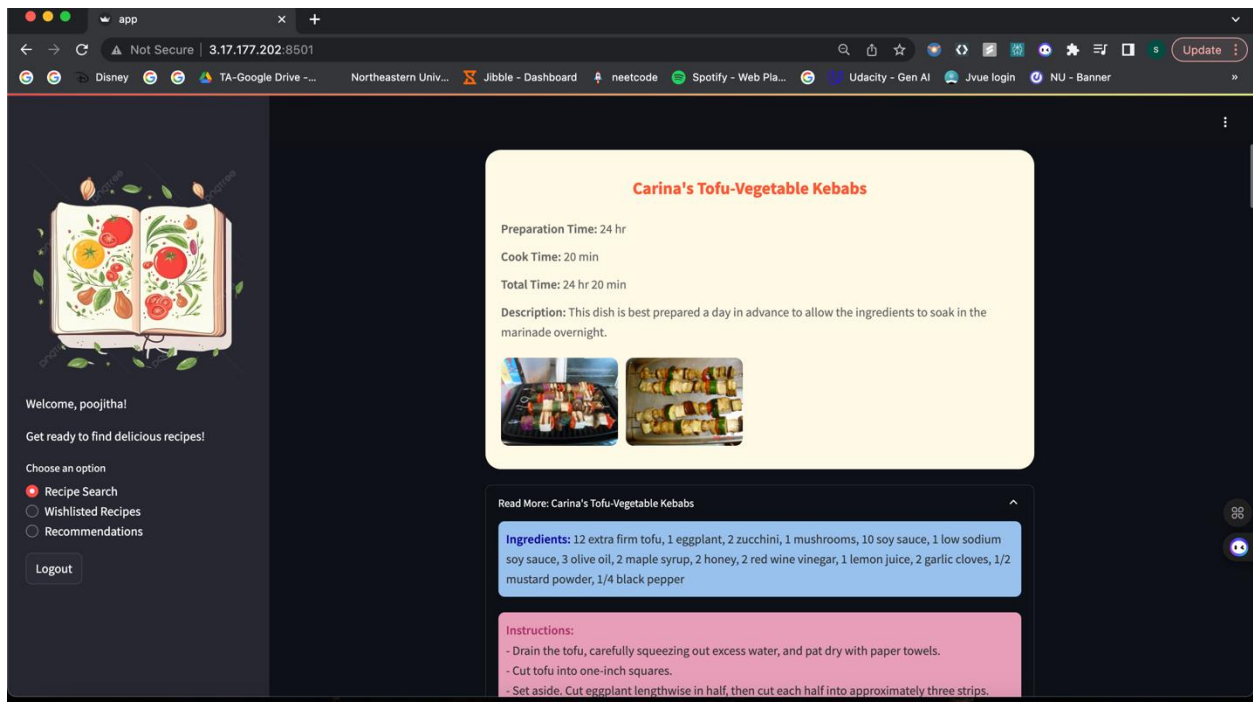 app
Not Secure | 3.17.177.202:8501
Update
Disney
TA-Google Drive -...
Northeastern Univ...
Jibble - Dashboard
neetcode
Spotify - Web Pla...
Udacity - Gen AI
Jvue login
NU - Banner
»
Welcome, poojitha!
Get ready to find delicious recipes!
Choose an option
Recipe Search
Wishlisted Recipes
Recommendations
Logout
Carina's Tofu-Vegetable Kebabs
Preparation Time: 24 hr
Cook Time: 20 min
Total Time: 24 hr 20 min
Description: This dish is best prepared a day in advance to allow the ingredients to soak in the
marinade overnight.
Read More: Carina's Tofu-Vegetable Kebabs
Ingredients: 12 extra firm tofu, 1 eggplant, 2 zucchini, 1 mushrooms, 10 soy sauce, 1 low sodium
soy sauce, 3 olive oil, 2 maple syrup, 2 honey, 2 red wine vinegar, 1 lemon juice, 2 garlic cloves, 1/2
mustard powder, 1/4 black pepper
Instructions:
- Drain the tofu, carefully squeezing out excess water, and pat dry with paper towels.
- Cut tofu into one-inch squares.
- Set aside. Cut eggplant lengthwise in half, then cut each half into approximately three strips.